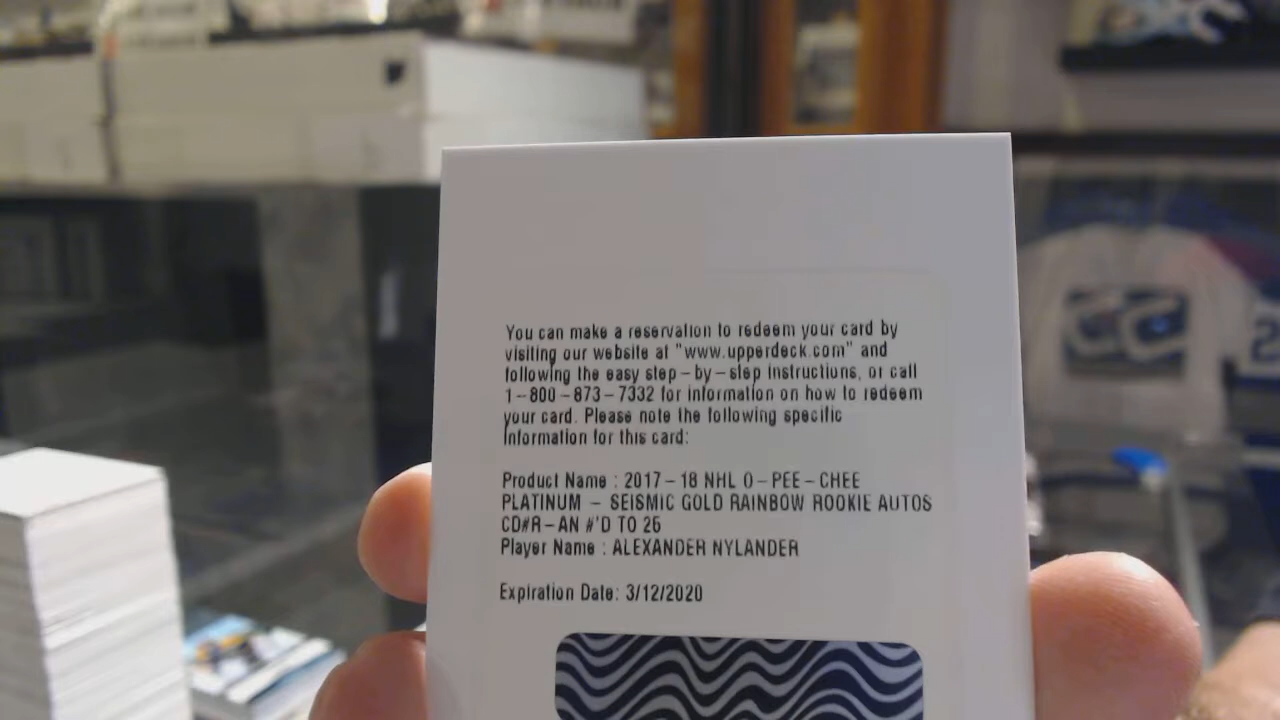 You can make a reservation to redeem your card by
visiting our website at "www.upperdeck.com" and
following the easy step-by-step instructions, or call
1-800-873-7332 for information on how to redeem
your card. Please note the following specific
information for this card:
Product Name : 2017-18 NHL O-PEE-CHEE
PLATINUM - SEISMIC GOLD RAINBOW ROOKIE AUTOS
CD#R-AN #'D TO 25
Player Name : ALEXANDER NYLANDER
Expiration Date: 3/12/2020